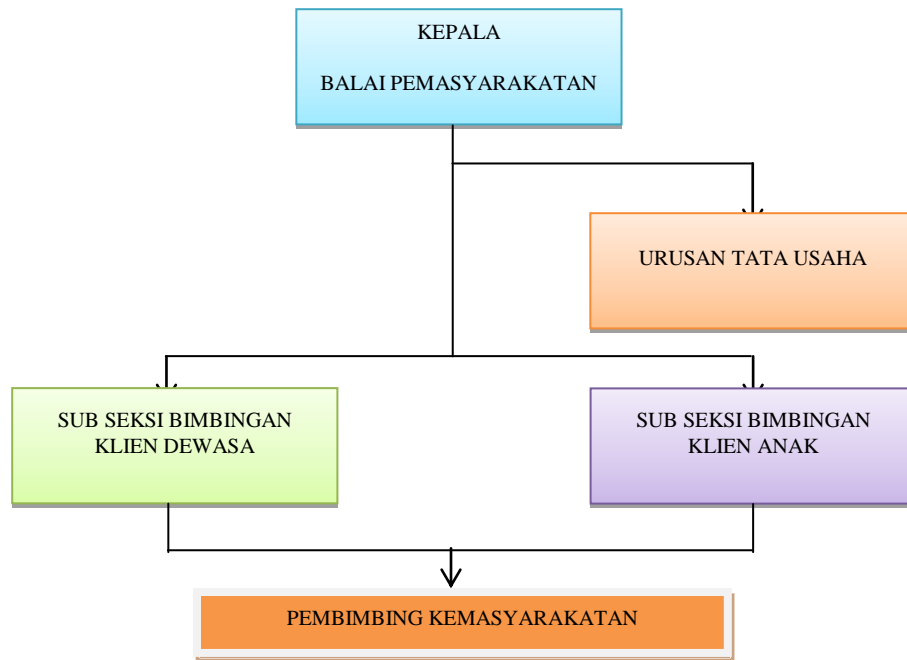 KEPALA
BALAI PEMASYARAKATAN
URUSAN TATA USAHA
SUB SEKSI BIMBINGAN
KLIEN DEWASA
SUB SEKSI BIMBINGAN
KLIEN ANAK
PEMBIMBING KEMASYARAKATAN